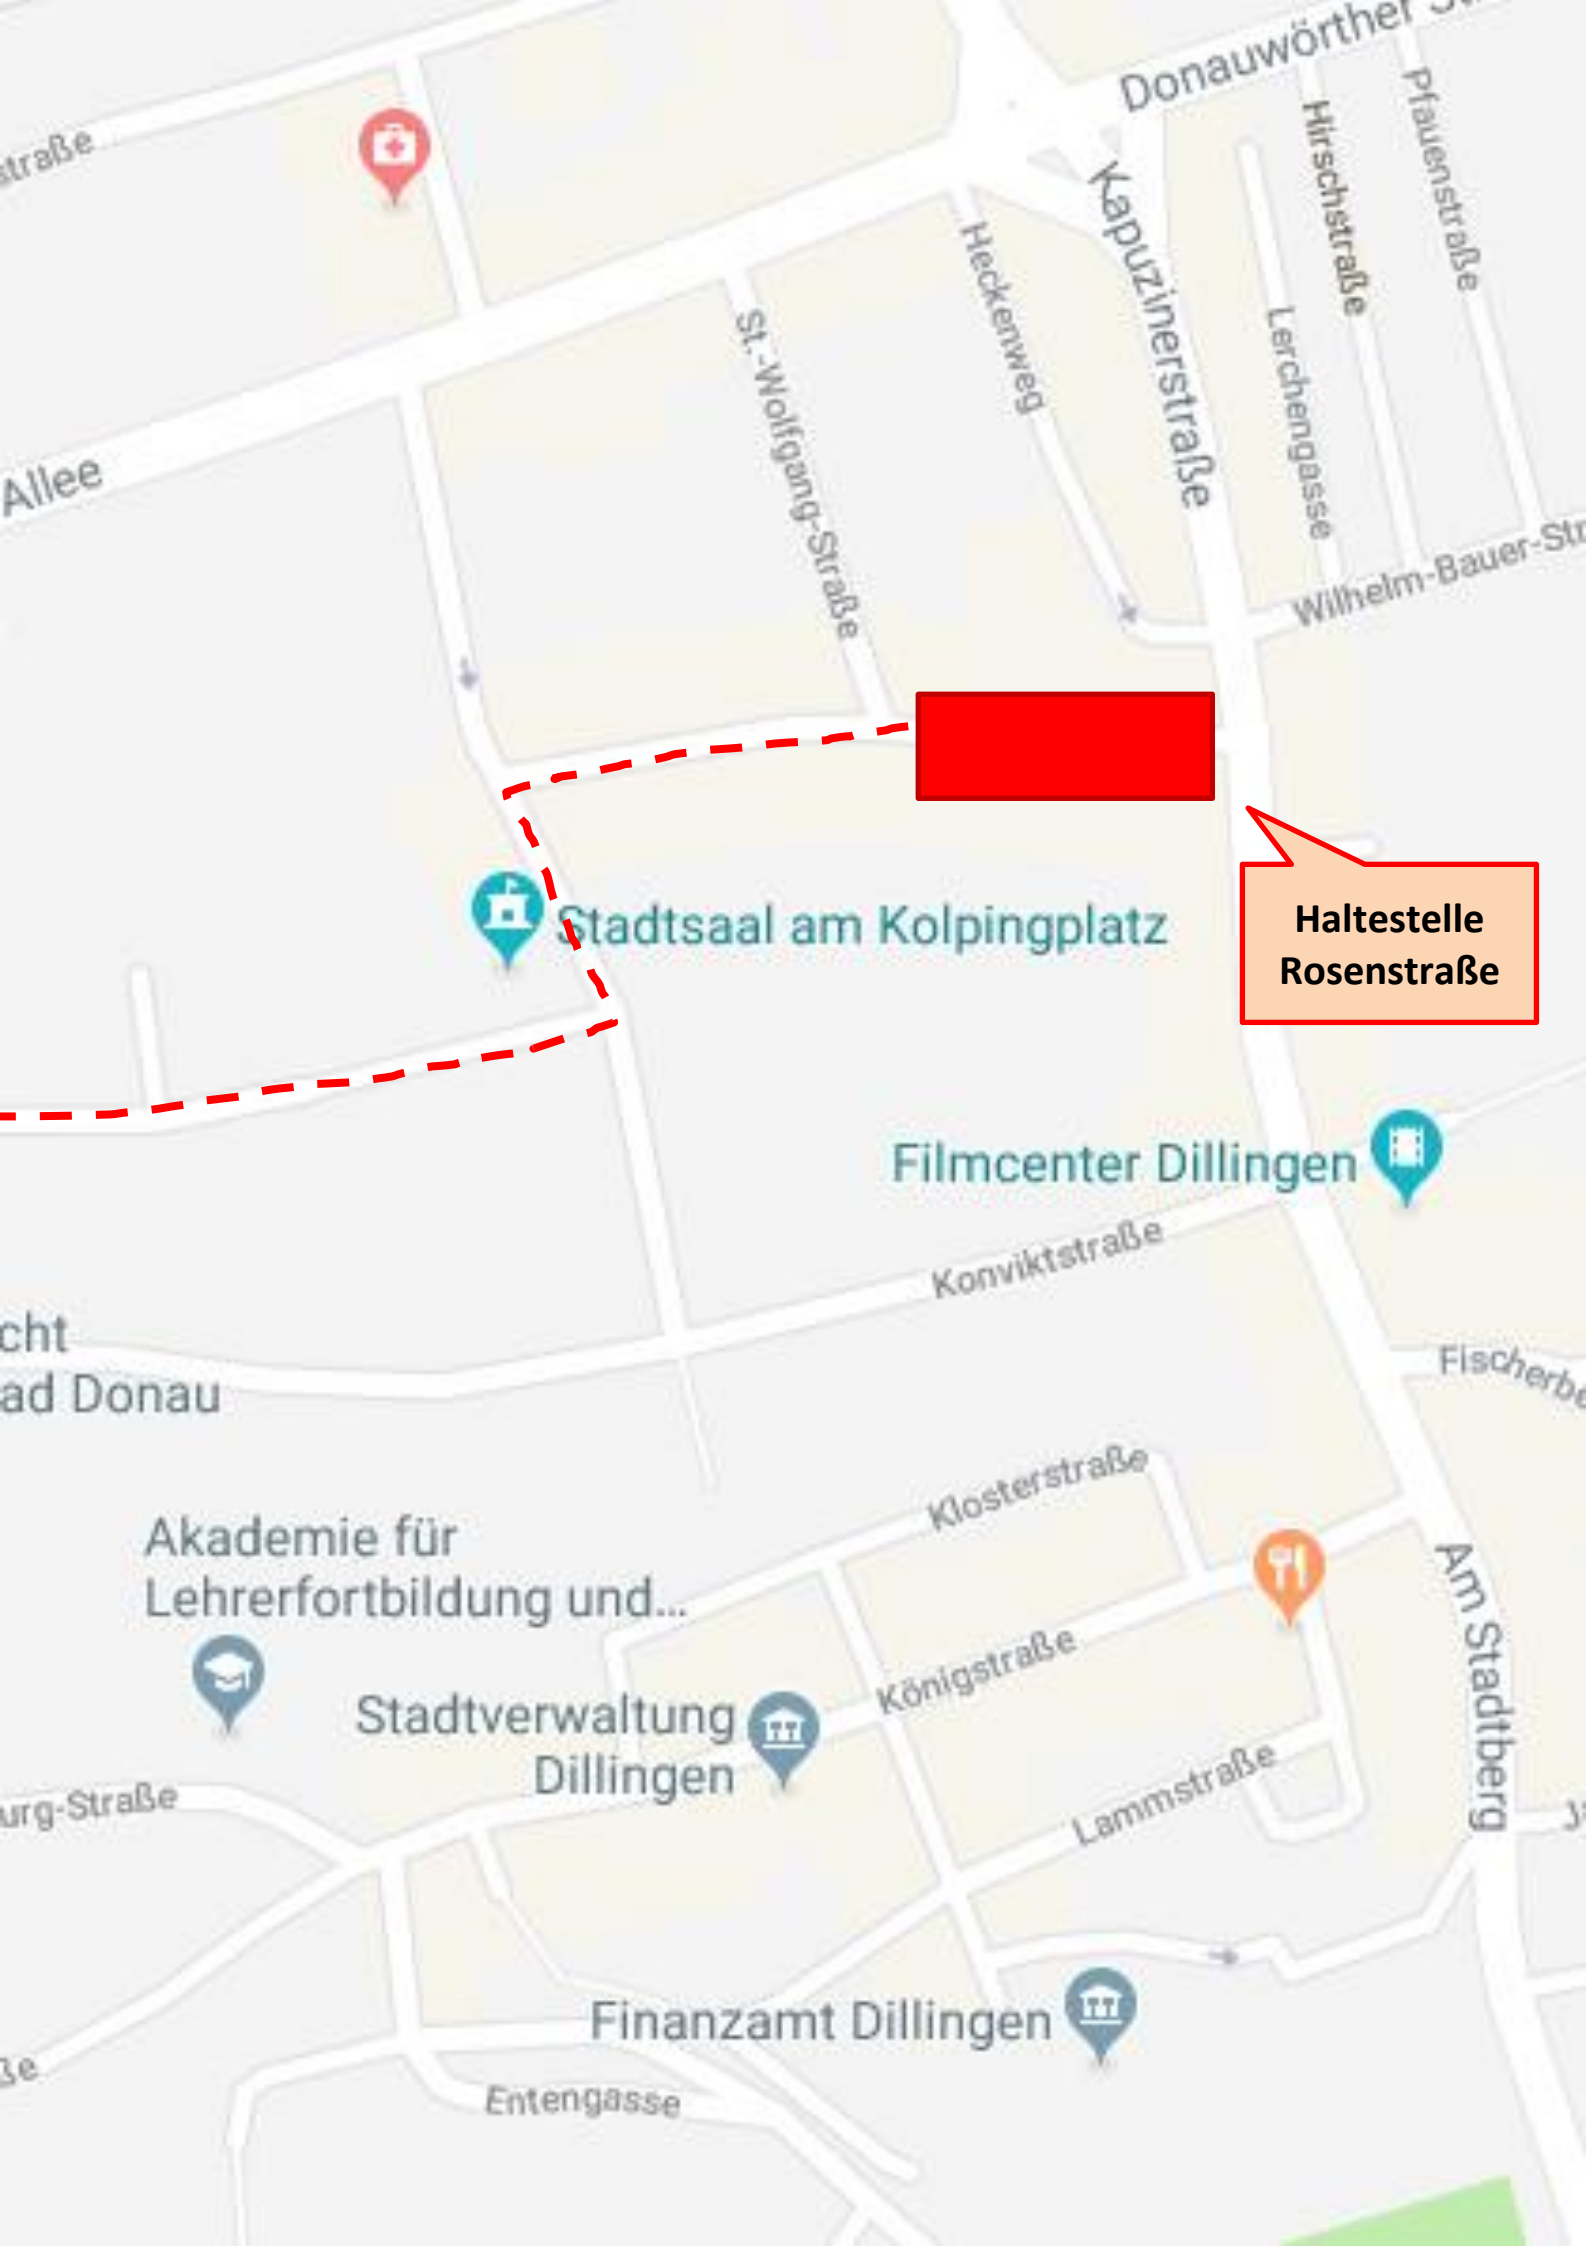 Donauwörther
straße
Pfauenstraße
Hirschstraße
Kapuzinerstraße
Heckenweg
St.-Wolfgang-Straße
Lerchengasse
Allee
Wilhelm-Bauer-Str
Stadtsaal am Kolpingplatz
Haltestelle
Rosenstraße
Filmcenter Dillingen
Konviktstraße
cht
ad Donau
Fischerbe
Klosterstraße
Akademie für
Lehrerfortbildung und...
Am Stadtberg
Königstraße
Stadtverwaltung
Dillingen
Lammstraße
urg-Straße
Finanzamt Dillingen
ße
Entengasse